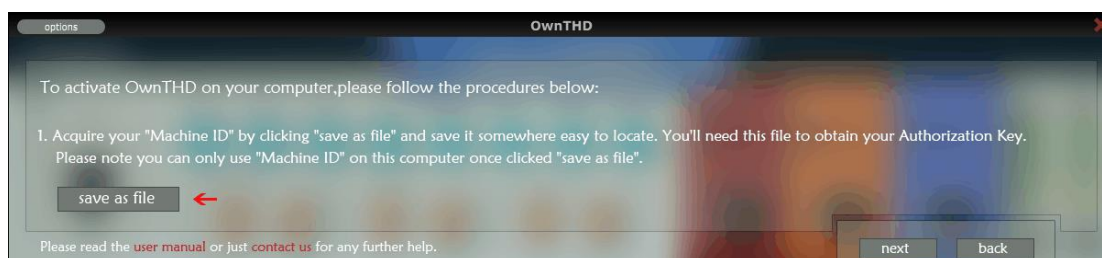 options
OwnTHD
To activate OwnTHD on your computer,please follow the procedures below:
1. Acquire your "Machine ID" by clicking "save as file" and save it somewhere easy to locate. You'll need this file to obtain your Authorization Key.
Please note you can only use "Machine ID" on this computer once clicked "save as file".
save as file
Please read the user manual or just contact us for any further help.
next
back